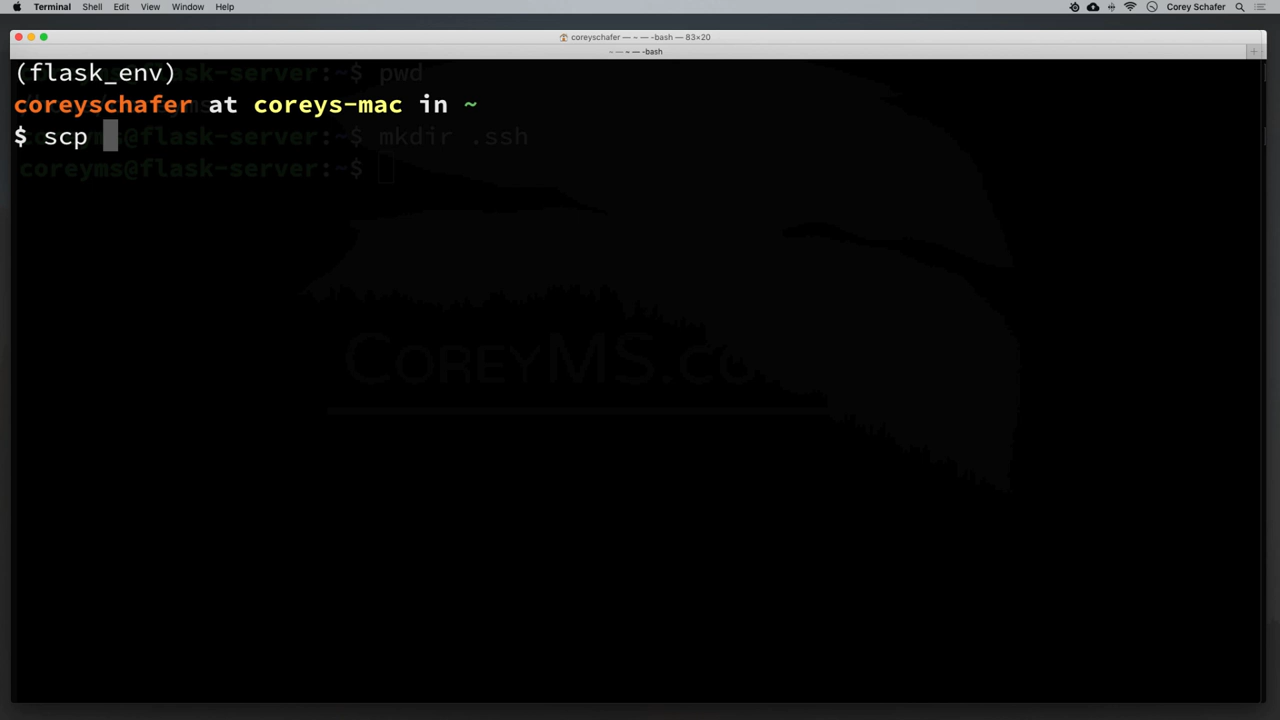 Terminal Shell Edit View Window Help Corey Schafer
coreyschafer — ~ — -bash — 83×20
~ — ~ — -bash
(flask_env)
coreyschafer at coreys-mac in ~
$ scp
@flask-server:~$ pwd
@flask-server:~$ mkdir .ssh
coreyms@flask-server:~$
COREYMS.CO